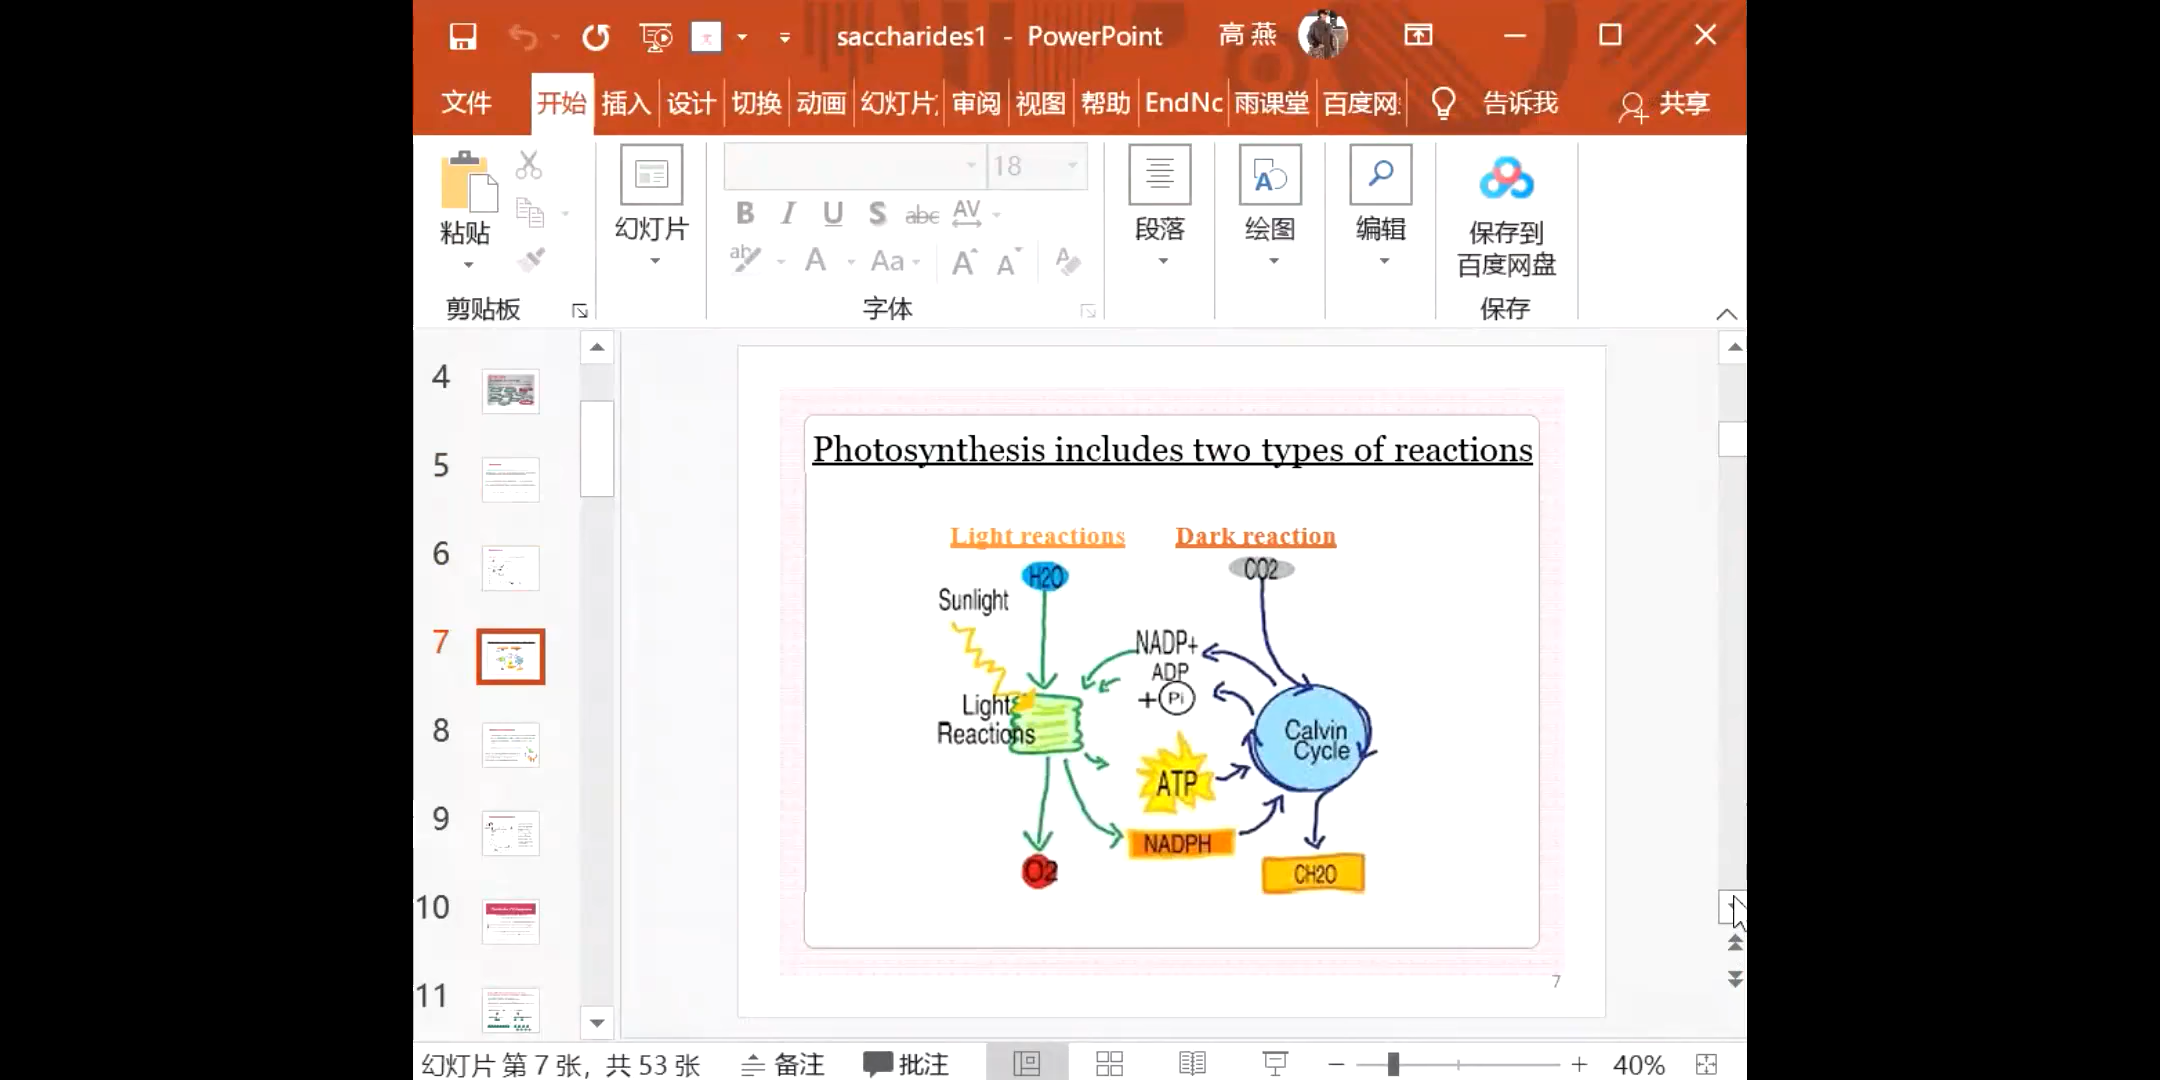 saccharides1 - PowerPoint
高 燕
文件
开始
插入
设计
切换
动画
幻灯片
审阅
视图
帮助
EndNc
雨课堂
百度网
告诉我
共享
粘贴
剪贴板
幻灯片
18
B I U S abc AV
ab A Aa A A A
字体
段落
绘图
编辑
保存到
百度网盘
保存
4
5
6
7
8
9
10
11
Photosynthesis includes two types of reactions
Light reactions
Dark reaction
H2O
CO2
Sunlight
NADP+
ADP
+ Pi
Light
Reactions
Calvin
Cycle
ATP
NADPH
O2
CH2O
7
幻灯片 第 7 张，共 53 张
备注
批注
40%